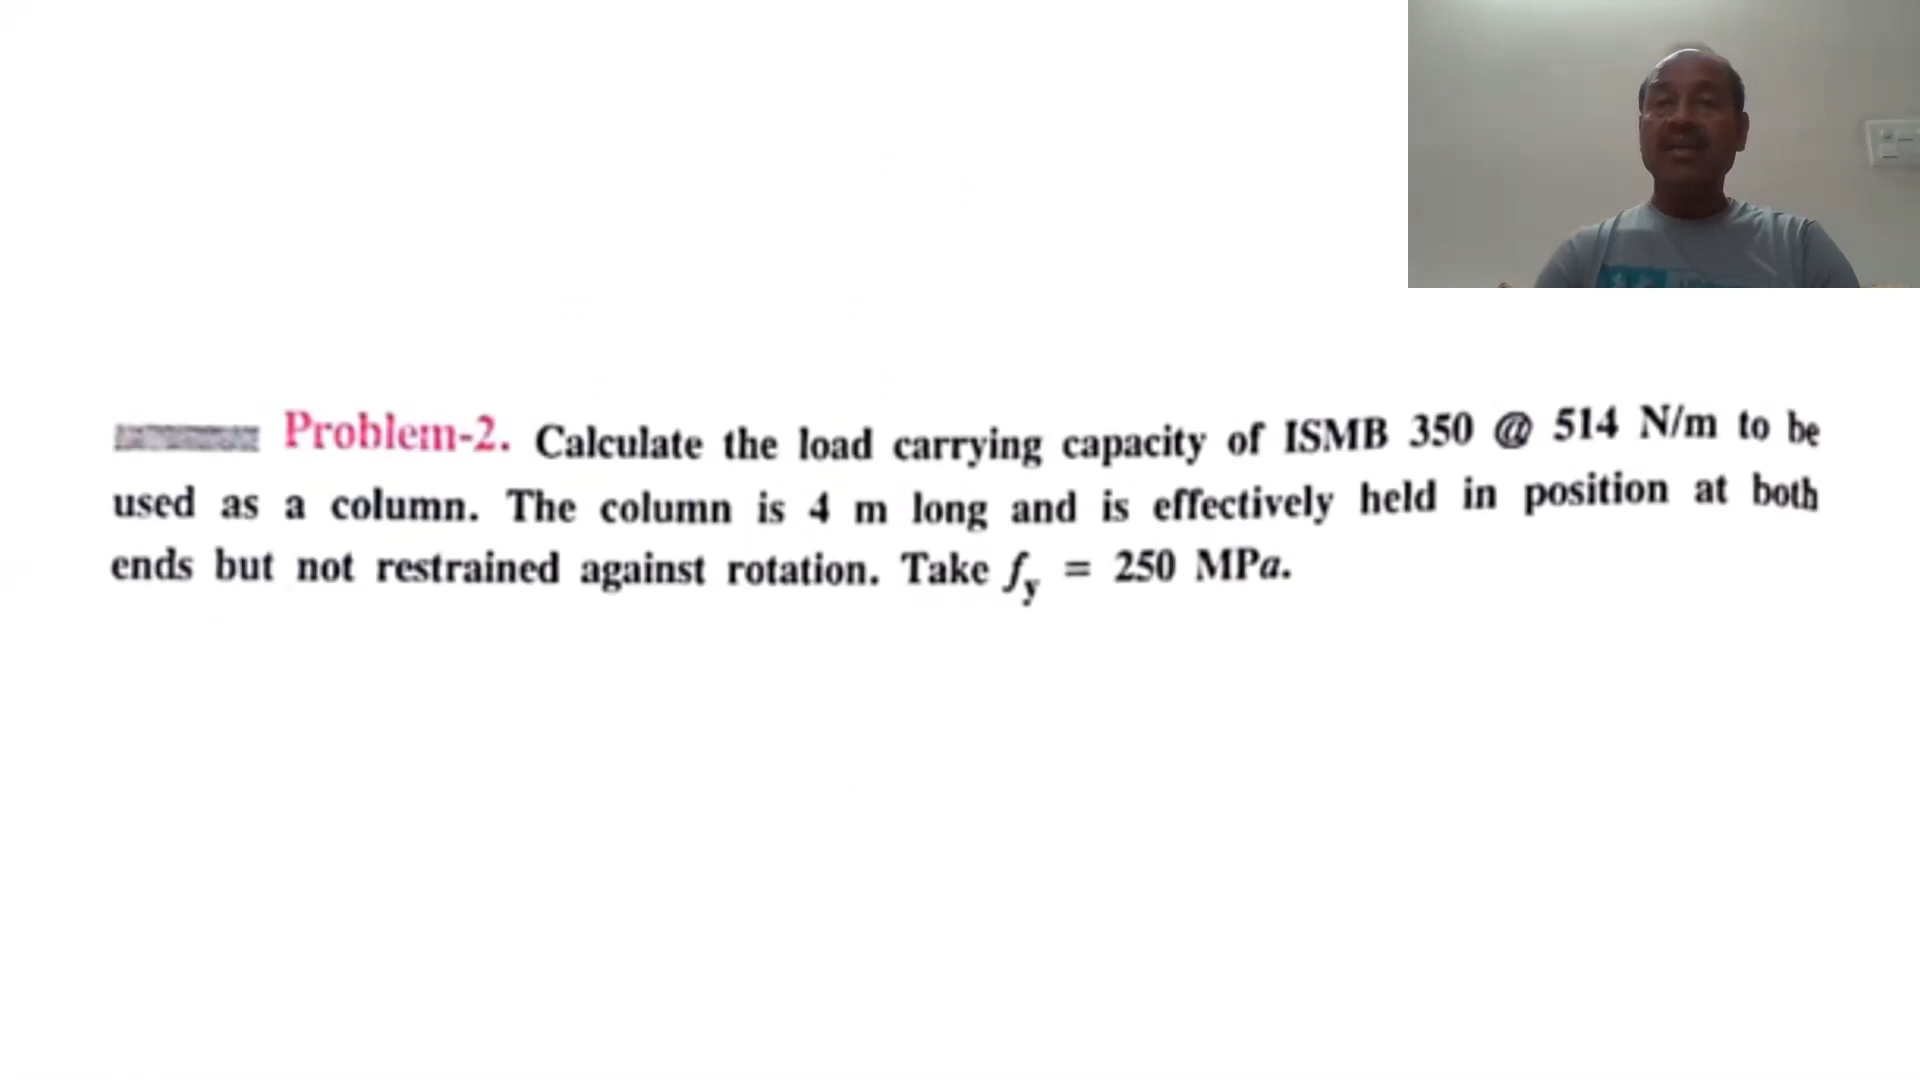 Problem-2. Calculate the load carrying capacity of ISMB 350 @ 514 N/m to be
used as a column. The column is 4 m long and is effectively held in position at both
ends but not restrained against rotation. Take fy = 250 MPa.